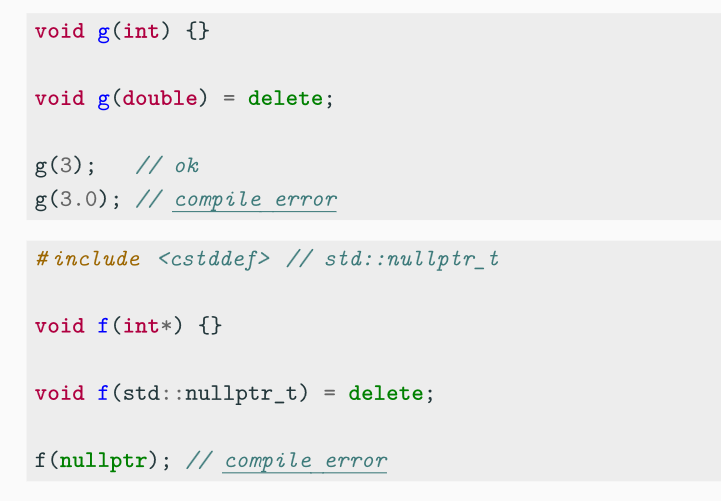 void g(int) {}
void g(double) = delete;
g(3);   // ok
g(3.0); // compile error
#include <cstddef> // std::nullptr_t
void f(int*) {}
void f(std::nullptr_t) = delete;
f(nullptr); // compile error